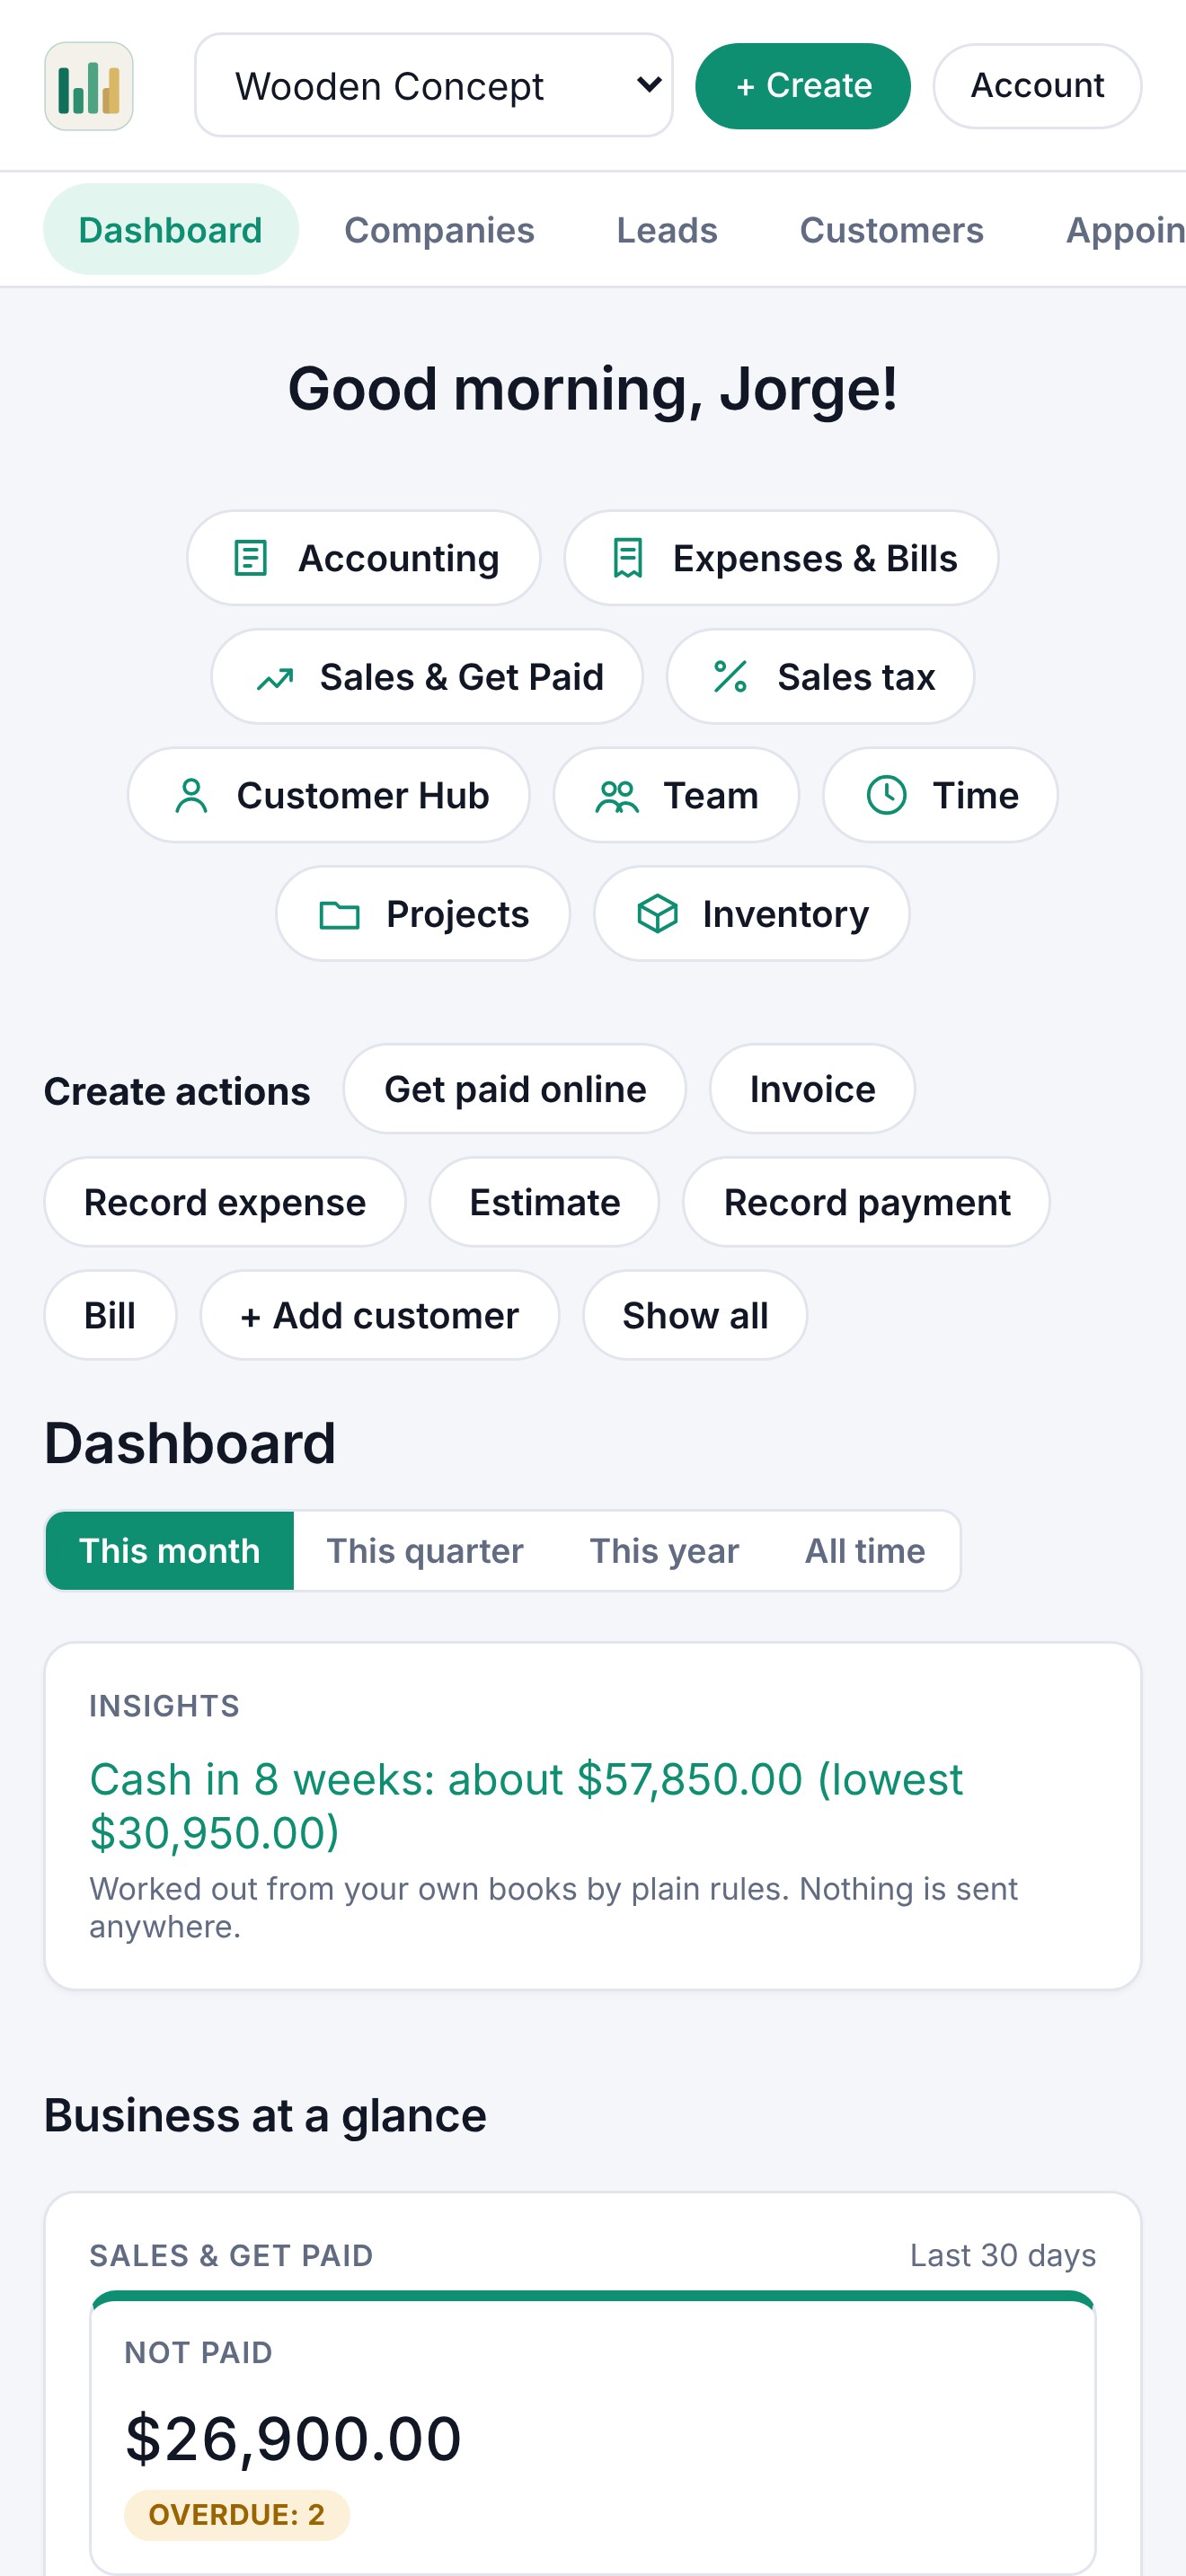 Wooden Concept
+ Create
Account
Dashboard
Companies
Leads
Customers
Appoin
Good morning, Jorge!
Accounting
Expenses & Bills
Sales & Get Paid
Sales tax
Customer Hub
Team
Time
Projects
Inventory
Create actions
Get paid online
Invoice
Record expense
Estimate
Record payment
Bill
+ Add customer
Show all
Dashboard
This month
This quarter
This year
All time
INSIGHTS
Cash in 8 weeks: about $57,850.00 (lowest
$30,950.00)
Worked out from your own books by plain rules. Nothing is sent
anywhere.
Business at a glance
SALES & GET PAID
Last 30 days
NOT PAID
$26,900.00
OVERDUE: 2